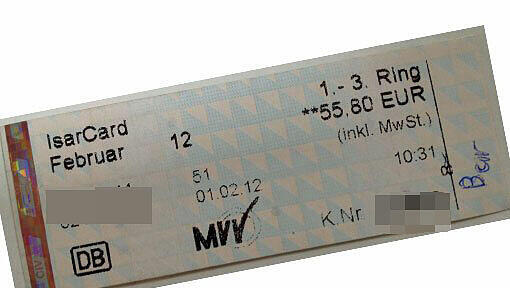 IsarCard 12 1.- 3. Ring
Februar **55,80 EUR
(inkl. MwSt.)
51 10:31
01.02.12
DB MVV K.Nr.
CIV